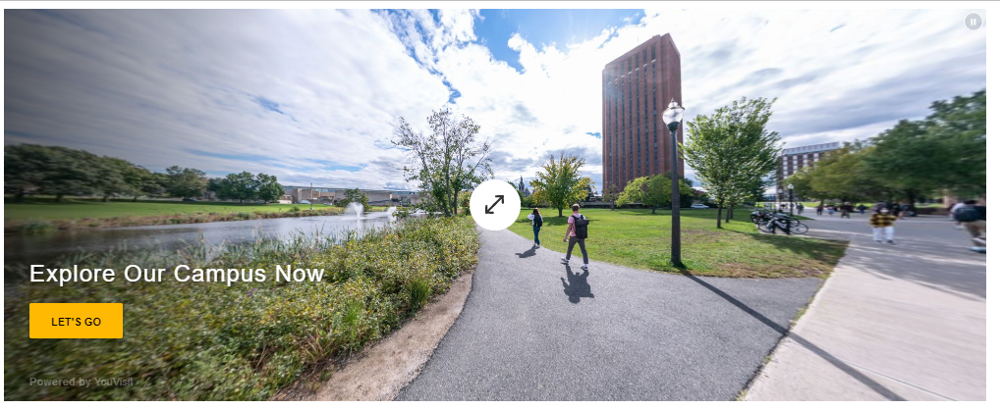 Explore Our Campus Now
LET'S GO
Powered by YouVisit